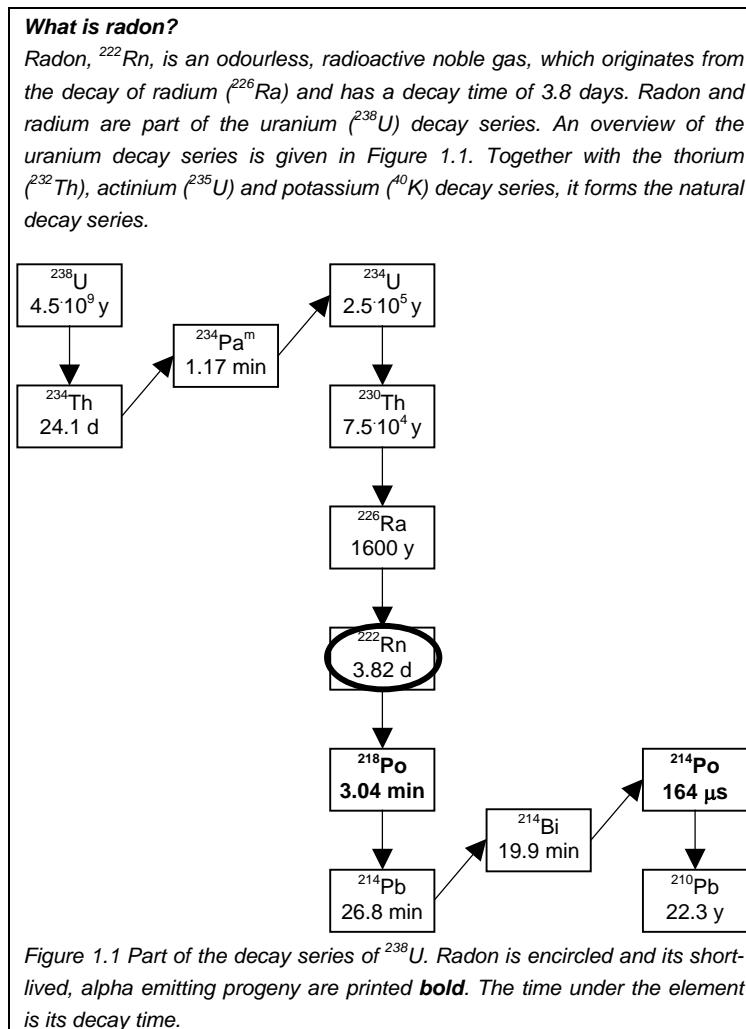 What is radon?
Radon, ²²²Rn, is an odourless, radioactive noble gas, which originates from
the decay of radium (²²⁶Ra) and has a decay time of 3.8 days. Radon and
radium are part of the uranium (²³⁸U) decay series. An overview of the
uranium decay series is given in Figure 1.1. Together with the thorium
(²³²Th), actinium (²³⁵U) and potassium (⁴⁰K) decay series, it forms the natural
decay series.
²³⁸U
4.5·10⁹ y
²³⁴Th
24.1 d
²³⁴Paᵐ
1.17 min
²³⁴U
2.5·10⁵ y
²³⁰Th
7.5·10⁴ y
²²⁶Ra
1600 y
²²²Rn
3.82 d
²¹⁸Po
3.04 min
²¹⁴Pb
26.8 min
²¹⁴Bi
19.9 min
²¹⁴Po
164 μs
²¹⁰Pb
22.3 y
Figure 1.1 Part of the decay series of ²³⁸U. Radon is encircled and its short-
lived, alpha emitting progeny are printed bold. The time under the element
is its decay time.